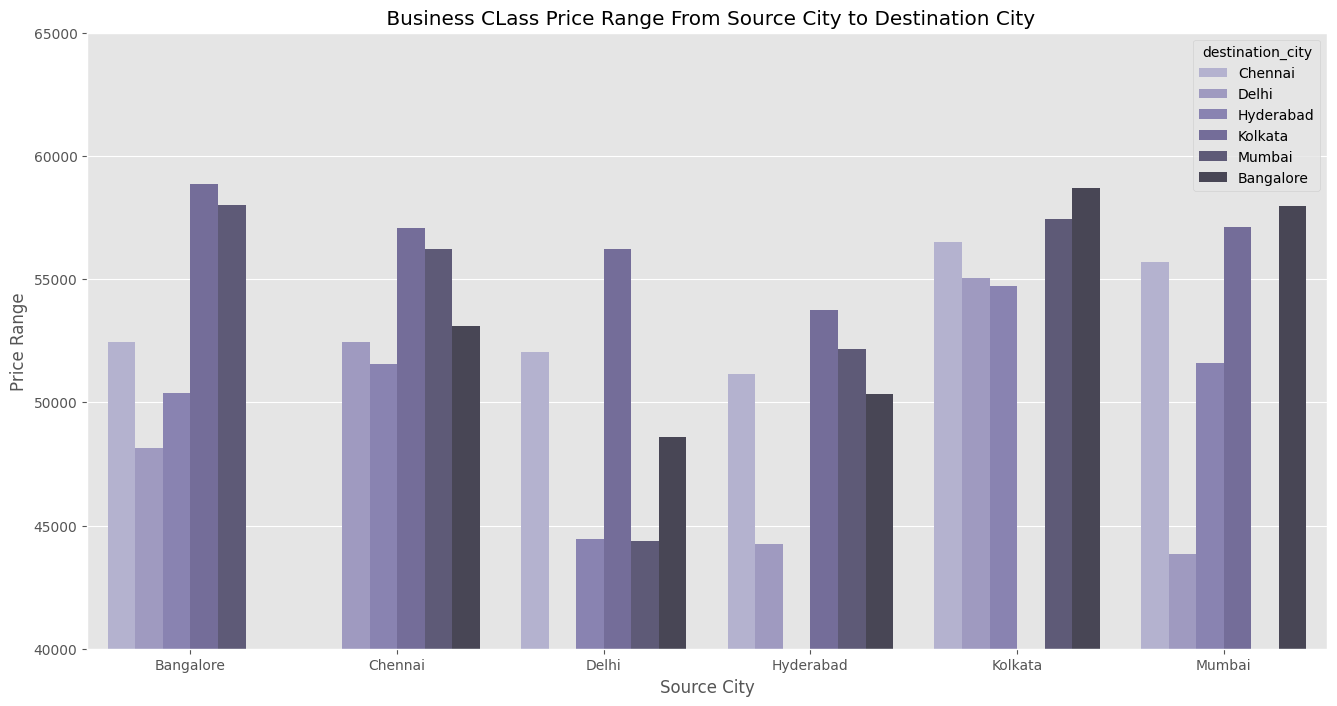 Business CLass Price Range From Source City to Destination City
65000
60000
55000
50000
45000
40000
Price Range
destination_city
Chennai
Delhi
Hyderabad
Kolkata
Mumbai
Bangalore
Bangalore Chennai Delhi Hyderabad Kolkata Mumbai
Source City